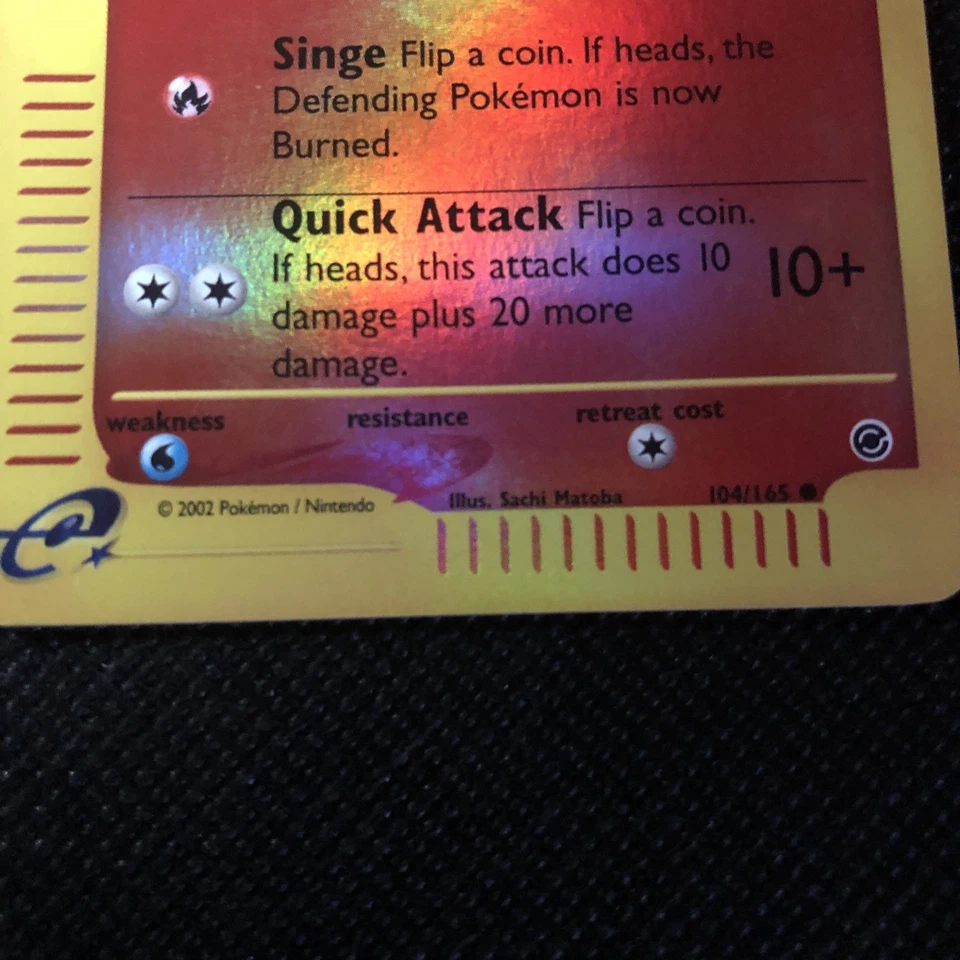 Singe Flip a coin. If heads, the
Defending Pokémon is now
Burned.
Quick Attack Flip a coin.
If heads, this attack does 10
damage plus 20 more
damage.
10+
weakness resistance retreat cost
© 2002 Pokémon / Nintendo
Illus. Sachi Matoba
104/165
e